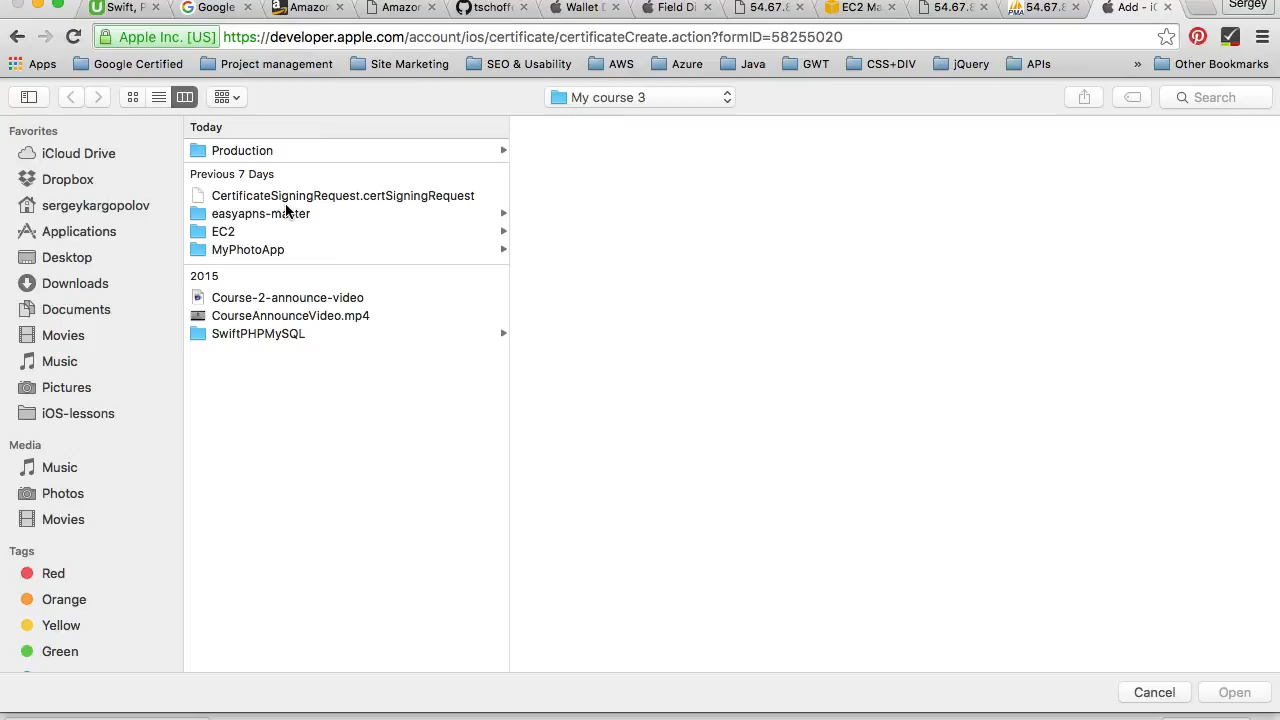 Swift, P
Google
Amazon
Amazon
tschoff
Wallet D
Field Di
54.67.
EC2 Ma
54.67.
54.67.8
Add - iO
Sergey
Apple Inc. [US] https://developer.apple.com/account/ios/certificate/certificateCreate.action?formID=58255020
Apps Google Certified Project management Site Marketing SEO & Usability AWS Azure Java GWT CSS+DIV jQuery APIs » Other Bookmarks
My course 3
Search
Favorites
iCloud Drive
Dropbox
sergeykargopolov
Applications
Desktop
Downloads
Documents
Movies
Music
Pictures
iOS-lessons
Media
Music
Photos
Movies
Tags
Red
Orange
Yellow
Green
Today
Production
Previous 7 Days
CertificateSigningRequest.certSigningRequest
easyapns-master
EC2
MyPhotoApp
2015
Course-2-announce-video
CourseAnnounceVideo.mp4
SwiftPHPMySQL
Cancel
Open